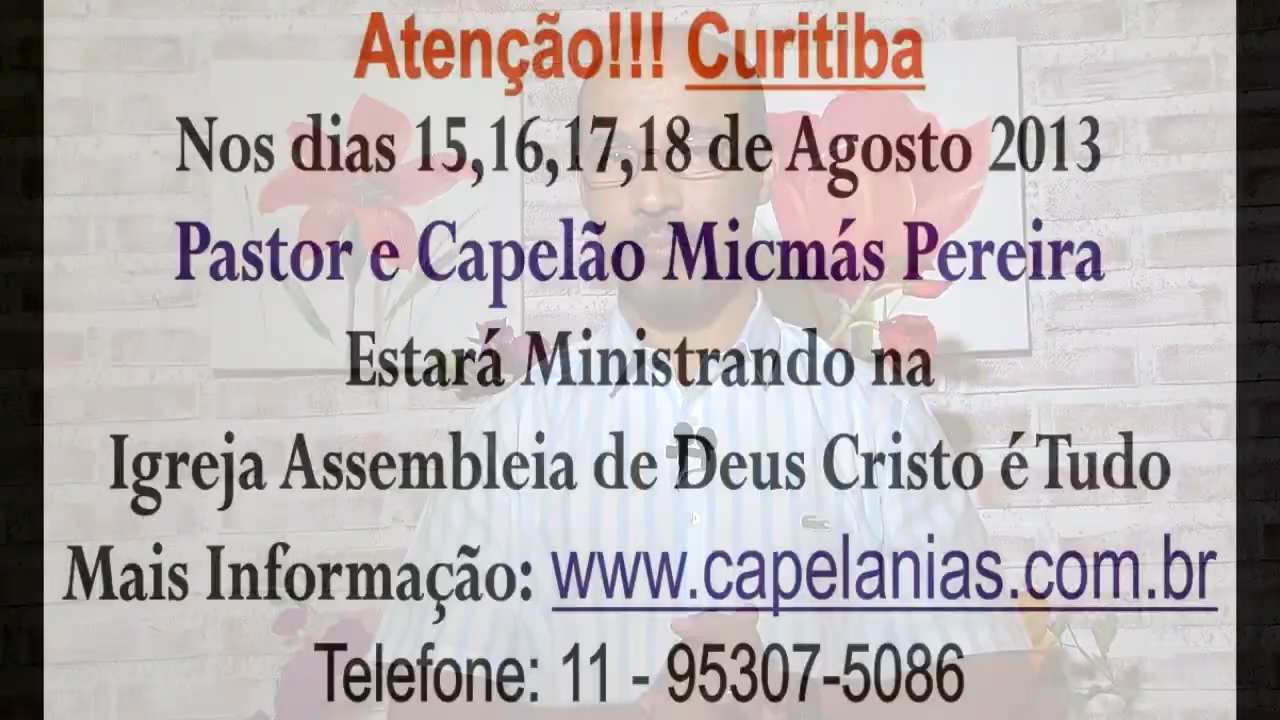 Atenção!!! Curitiba
Nos dias 15,16,17,18 de Agosto 2013
Pastor e Capelão Micmás Pereira
Estará Ministrando na
Igreja Assembleia de Deus Cristo é Tudo
Mais Informação: www.capelanias.com.br
Telefone: 11 - 95307-5086